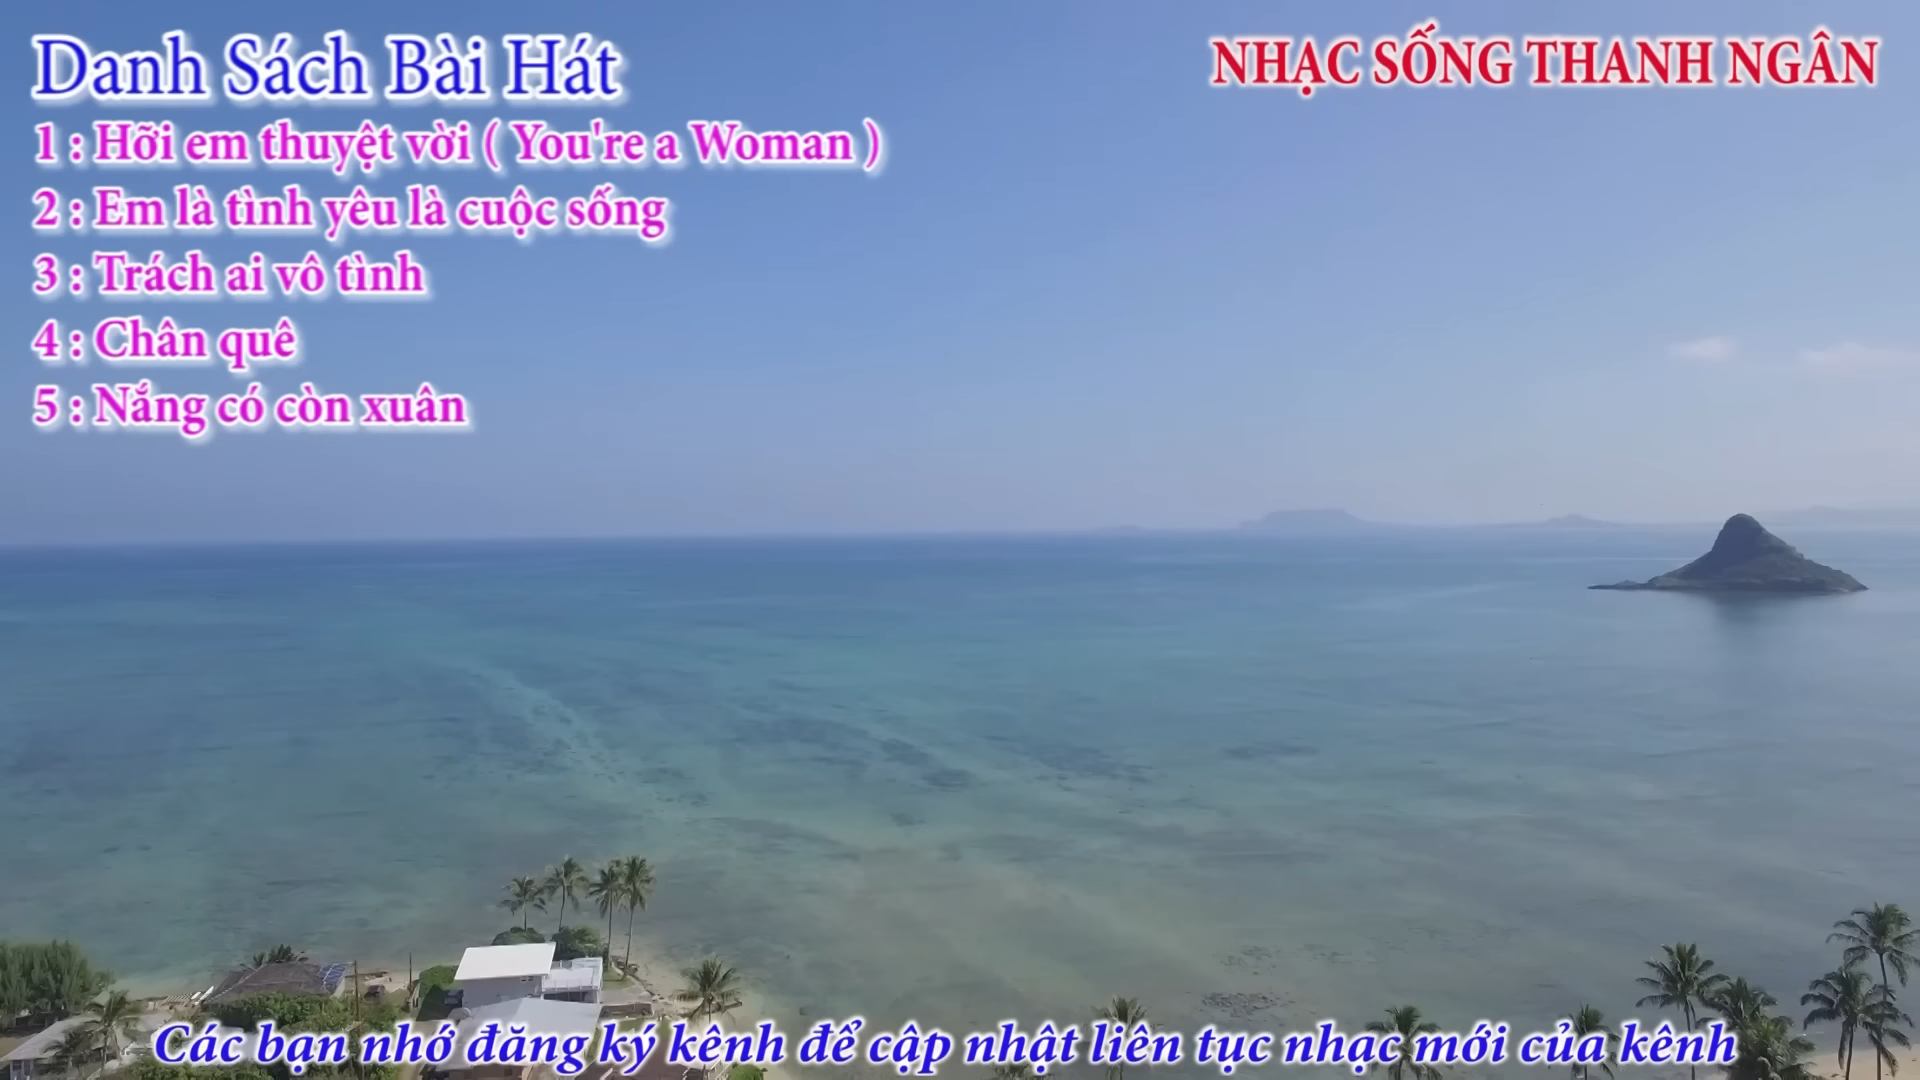 Danh Sách Bài Hát
NHẠC SỐNG THANH NGÂN
1 : Hỡi em thuyệt vời ( You're a Woman )
2 : Em là tình yêu là cuộc sống
3 : Trách ai vô tình
4 : Chân quê
5 : Nắng có còn xuân
Các bạn nhớ đăng ký kênh để cập nhật liên tục nhạc mới của kênh